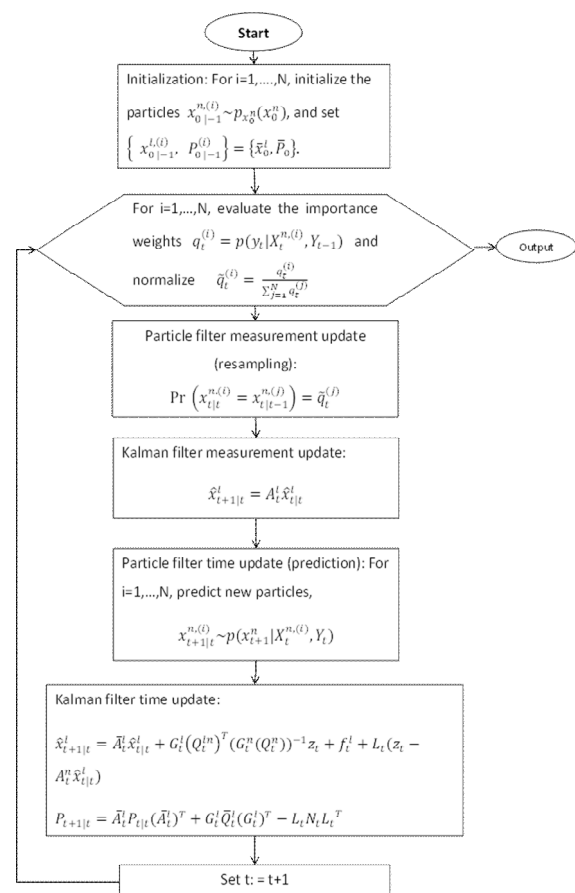 Start
Initialization: For i=1,....,N, initialize the
particles x_{0|-1}^{n,(i)}~p_{x_0^n}(x_0^n), and set
{ x_{0|-1}^{l,(i)}, P_{0|-1}^{(i)} } = {x̄_0^l, P̄_0}.
For i=1,...,N, evaluate the importance
weights q_t^{(i)} = p(y_t|X_t^{n,(i)}, Y_{t-1}) and
normalize q̃_t^{(i)} = q_t^{(i)} / Σ_{j=1}^N q_t^{(j)}
Output
Particle filter measurement update
(resampling):
Pr (x_{t|t}^{n,(i)} = x_{t|t-1}^{n,(j)}) = q̃_t^{(j)}
Kalman filter measurement update:
x̂_{t+1|t}^l = A_t^l x̂_{t|t}^l
Particle filter time update (prediction): For
i=1,...,N, predict new particles,
x_{t+1|t}^{n,(i)}~p(x_{t+1}^n|X_t^{n,(i)}, Y_t)
Kalman filter time update:
x̂_{t+1|t}^l = Ā_t^l x̂_{t|t}^l + G_t^l(Q_t^{ln})^T(G_t^n(Q_t^n))^{-1}z_t + f_t^l + L_t(z_t −
A_t^n x̂_{t|t}^l)
P_{t+1|t} = Ā_t^l P_{t|t}(Ā_t^l)^T + G_t^l Q̄_t^l(G_t^l)^T − L_t N_t L_t^T
Set t: = t+1